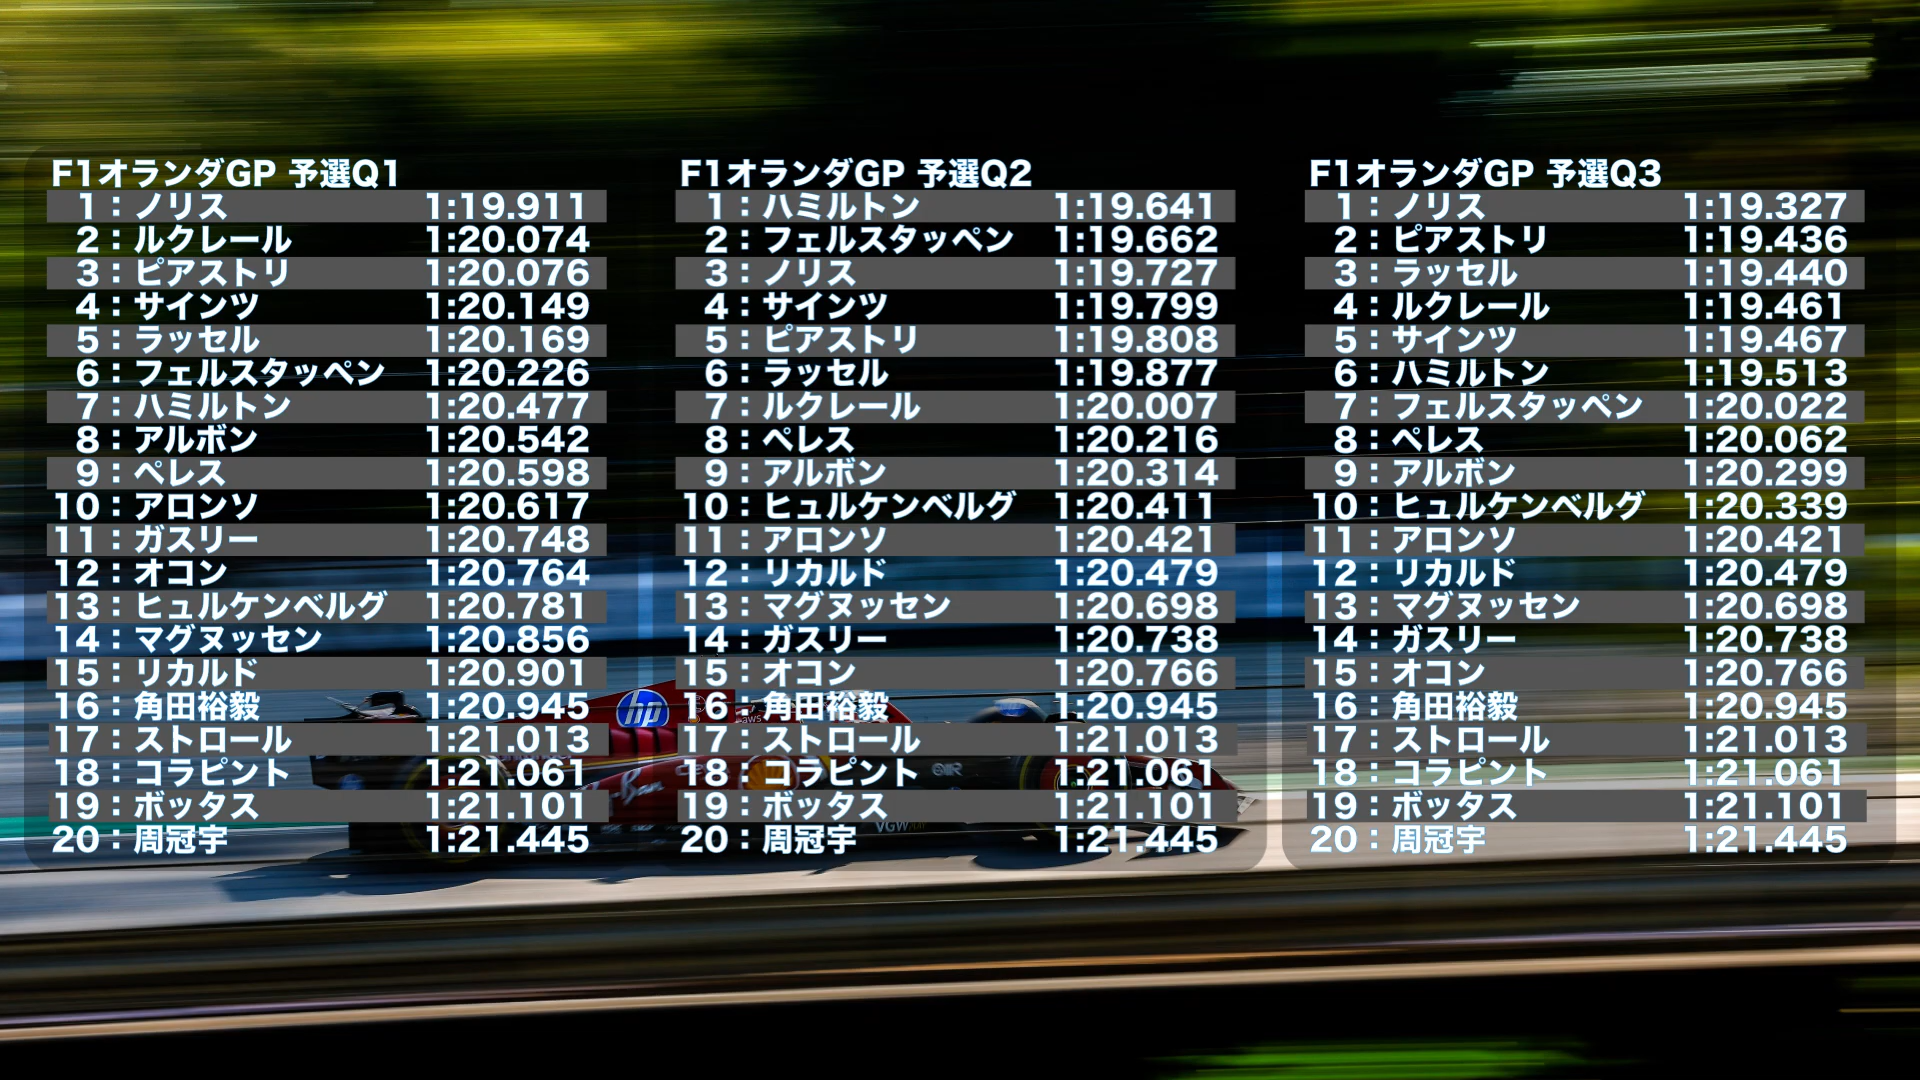 F1オランダGP 予選Q1
1：ノリス 1:19.911
2：ルクレール 1:20.074
3：ピアストリ 1:20.076
4：サインツ 1:20.149
5：ラッセル 1:20.169
6：フェルスタッペン 1:20.226
7：ハミルトン 1:20.477
8：アルボン 1:20.542
9：ペレス 1:20.598
10：アロンソ 1:20.617
11：ガスリー 1:20.748
12：オコン 1:20.764
13：ヒュルケンベルグ 1:20.781
14：マグヌッセン 1:20.856
15：リカルド 1:20.901
16：角田裕毅 1:20.945
17：ストロール 1:21.013
18：コラピント 1:21.061
19：ボッタス 1:21.101
20：周冠宇 1:21.445
F1オランダGP 予選Q2
1：ハミルトン 1:19.641
2：フェルスタッペン 1:19.662
3：ノリス 1:19.727
4：サインツ 1:19.799
5：ピアストリ 1:19.808
6：ラッセル 1:19.877
7：ルクレール 1:20.007
8：ペレス 1:20.216
9：アルボン 1:20.314
10：ヒュルケンベルグ 1:20.411
11：アロンソ 1:20.421
12：リカルド 1:20.479
13：マグヌッセン 1:20.698
14：ガスリー 1:20.738
15：オコン 1:20.766
16：角田裕毅 1:20.945
17：ストロール 1:21.013
18：コラピント 1:21.061
19：ボッタス 1:21.101
20：周冠宇 1:21.445
F1オランダGP 予選Q3
1：ノリス 1:19.327
2：ピアストリ 1:19.436
3：ラッセル 1:19.440
4：ルクレール 1:19.461
5：サインツ 1:19.467
6：ハミルトン 1:19.513
7：フェルスタッペン 1:20.022
8：ペレス 1:20.062
9：アルボン 1:20.299
10：ヒュルケンベルグ 1:20.339
11：アロンソ 1:20.421
12：リカルド 1:20.479
13：マグヌッセン 1:20.698
14：ガスリー 1:20.738
15：オコン 1:20.766
16：角田裕毅 1:20.945
17：ストロール 1:21.013
18：コラピント 1:21.061
19：ボッタス 1:21.101
20：周冠宇 1:21.445
hp
VGW